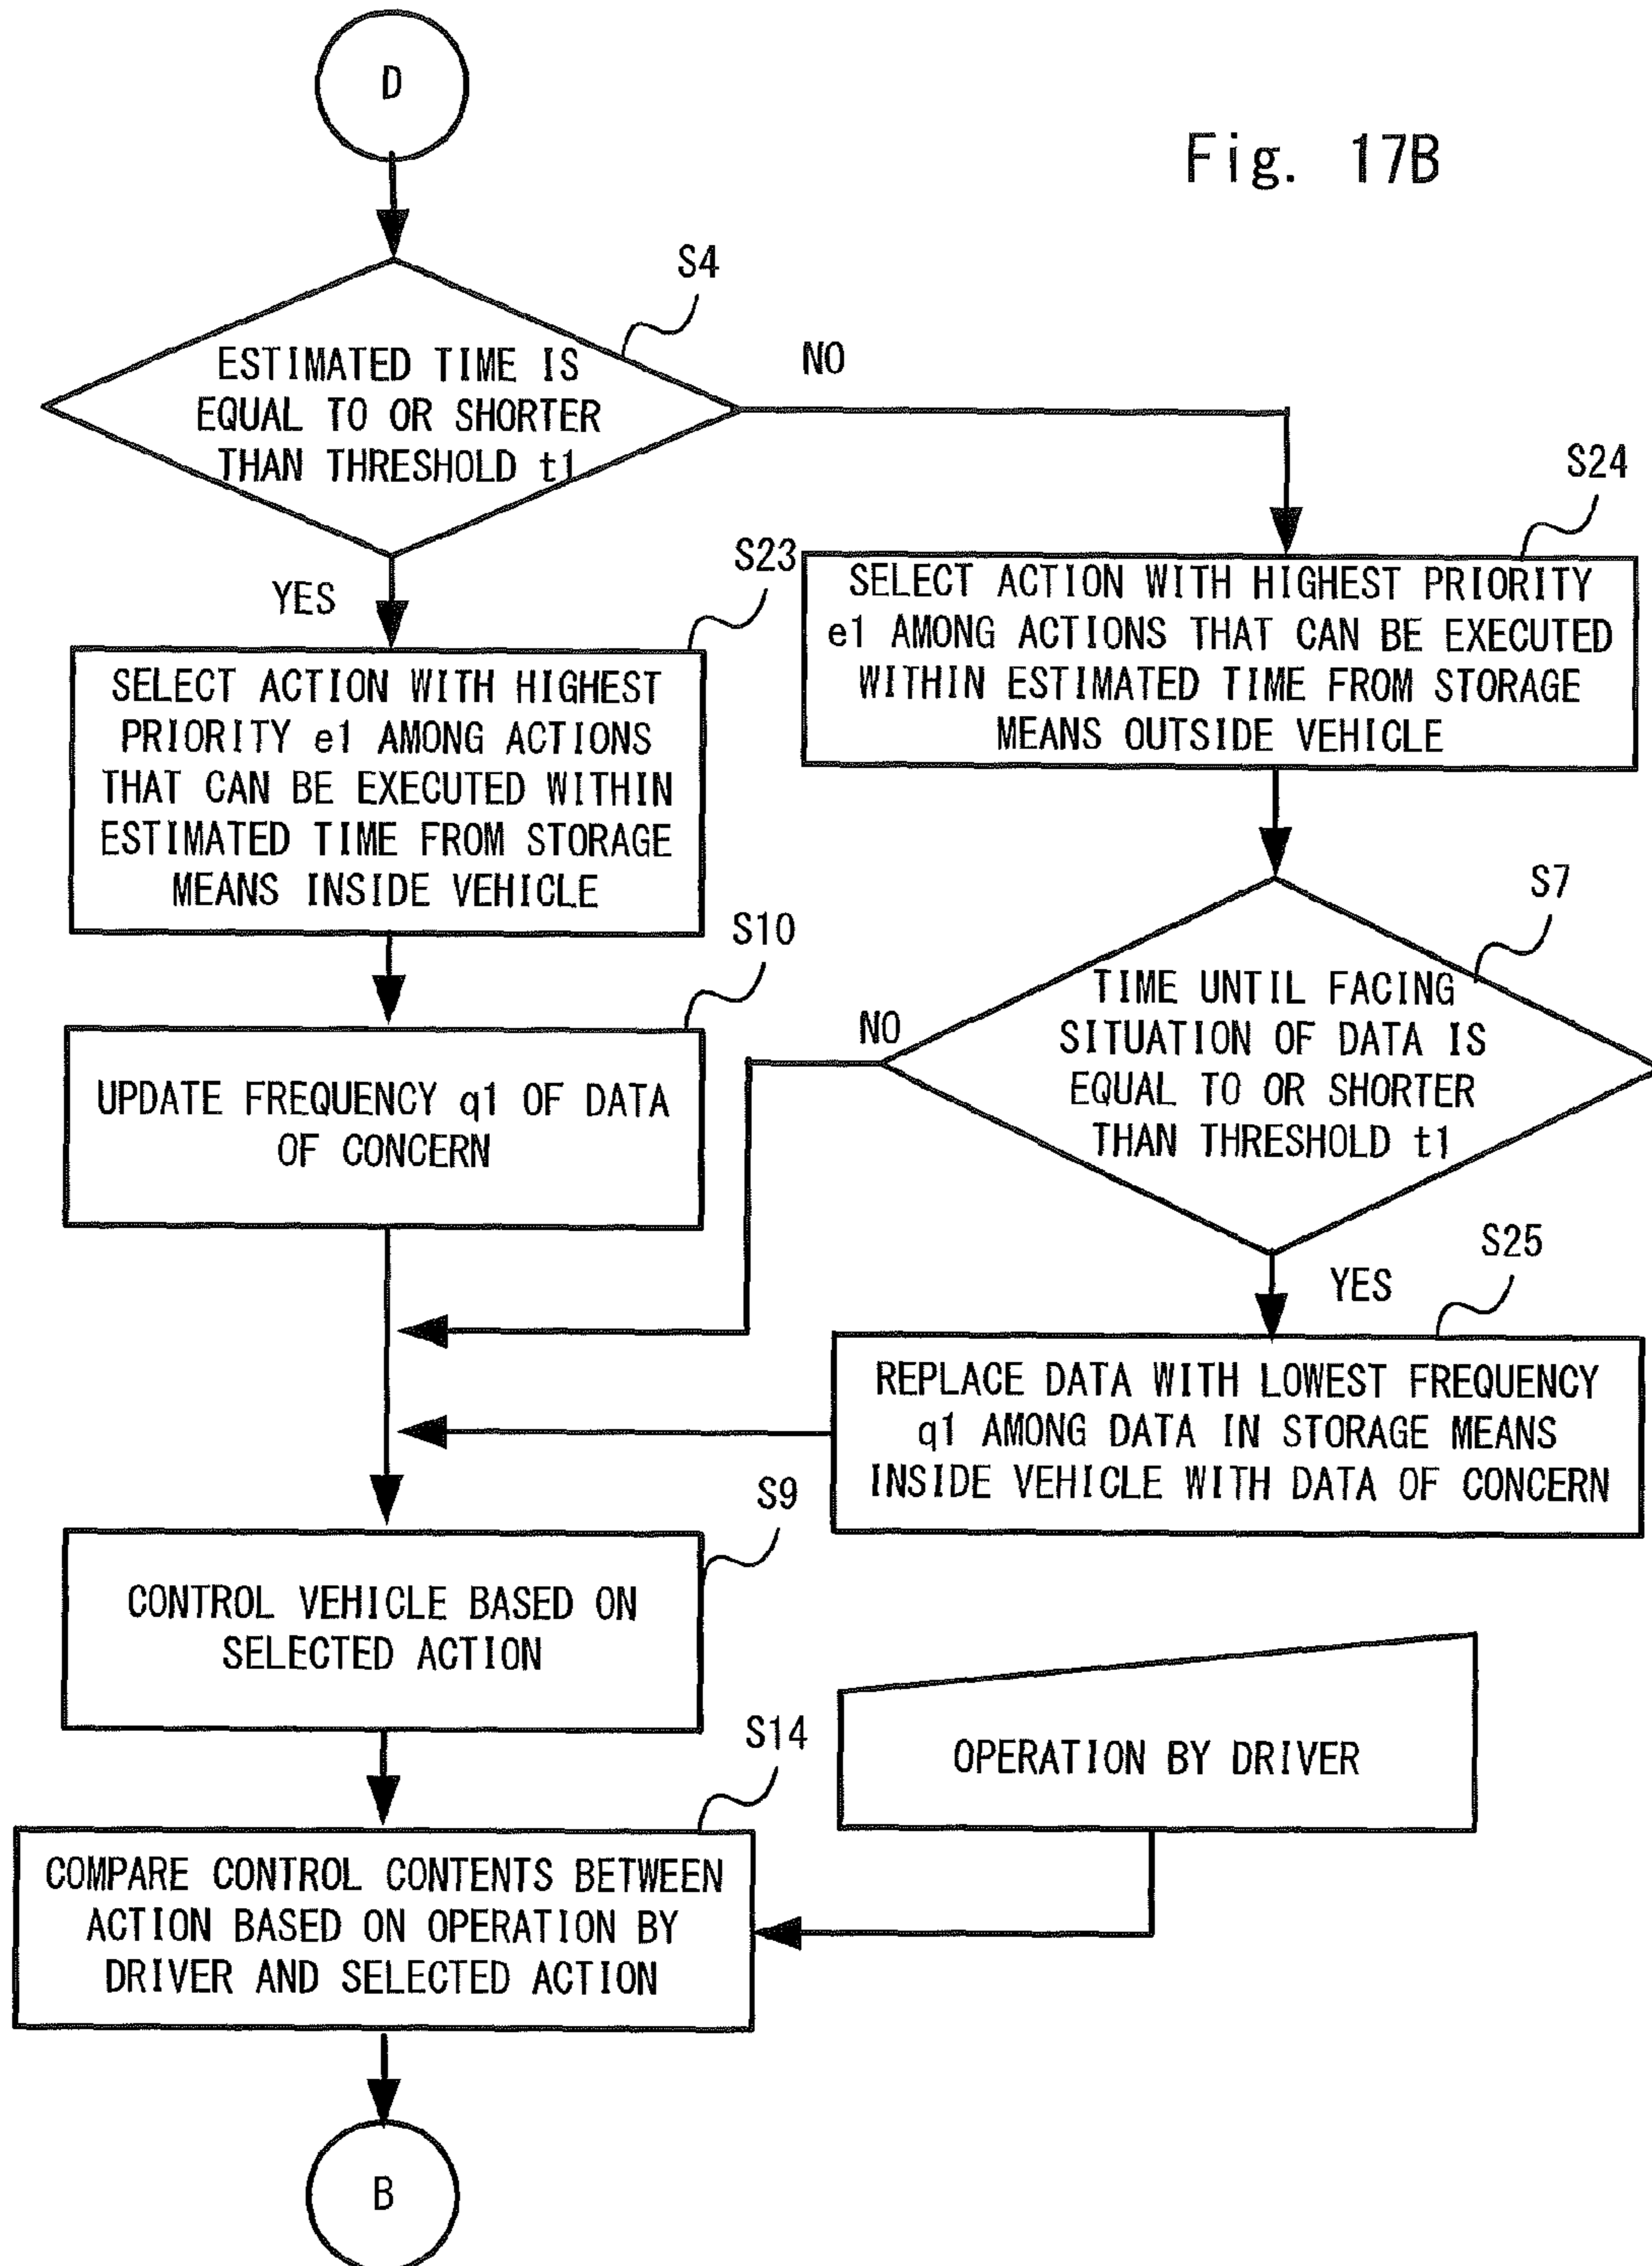 D
Fig. 17B
S4
ESTIMATED TIME IS
EQUAL TO OR SHORTER
THAN THRESHOLD t1
NO
YES
S23
SELECT ACTION WITH HIGHEST
PRIORITY e1 AMONG ACTIONS
THAT CAN BE EXECUTED WITHIN
ESTIMATED TIME FROM STORAGE
MEANS INSIDE VEHICLE
S24
SELECT ACTION WITH HIGHEST PRIORITY
e1 AMONG ACTIONS THAT CAN BE EXECUTED
WITHIN ESTIMATED TIME FROM STORAGE
MEANS OUTSIDE VEHICLE
S10
UPDATE FREQUENCY q1 OF DATA
OF CONCERN
S7
TIME UNTIL FACING
SITUATION OF DATA IS
EQUAL TO OR SHORTER
THAN THRESHOLD t1
NO
YES
S25
REPLACE DATA WITH LOWEST FREQUENCY
q1 AMONG DATA IN STORAGE MEANS
INSIDE VEHICLE WITH DATA OF CONCERN
S9
CONTROL VEHICLE BASED ON
SELECTED ACTION
OPERATION BY DRIVER
S14
COMPARE CONTROL CONTENTS BETWEEN
ACTION BASED ON OPERATION BY
DRIVER AND SELECTED ACTION
B